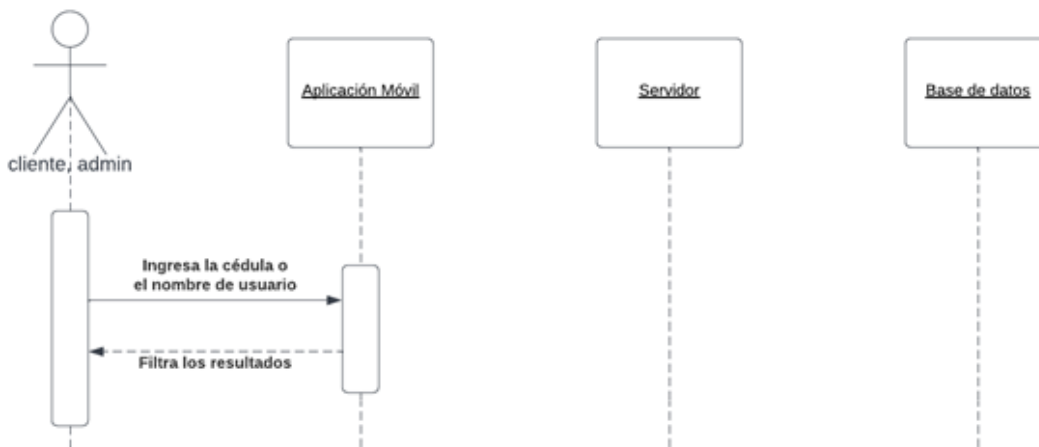 Aplicación Móvil
Servidor
Base de datos
cliente, admin
Ingresa la cédula o
el nombre de usuario
Filtra los resultados